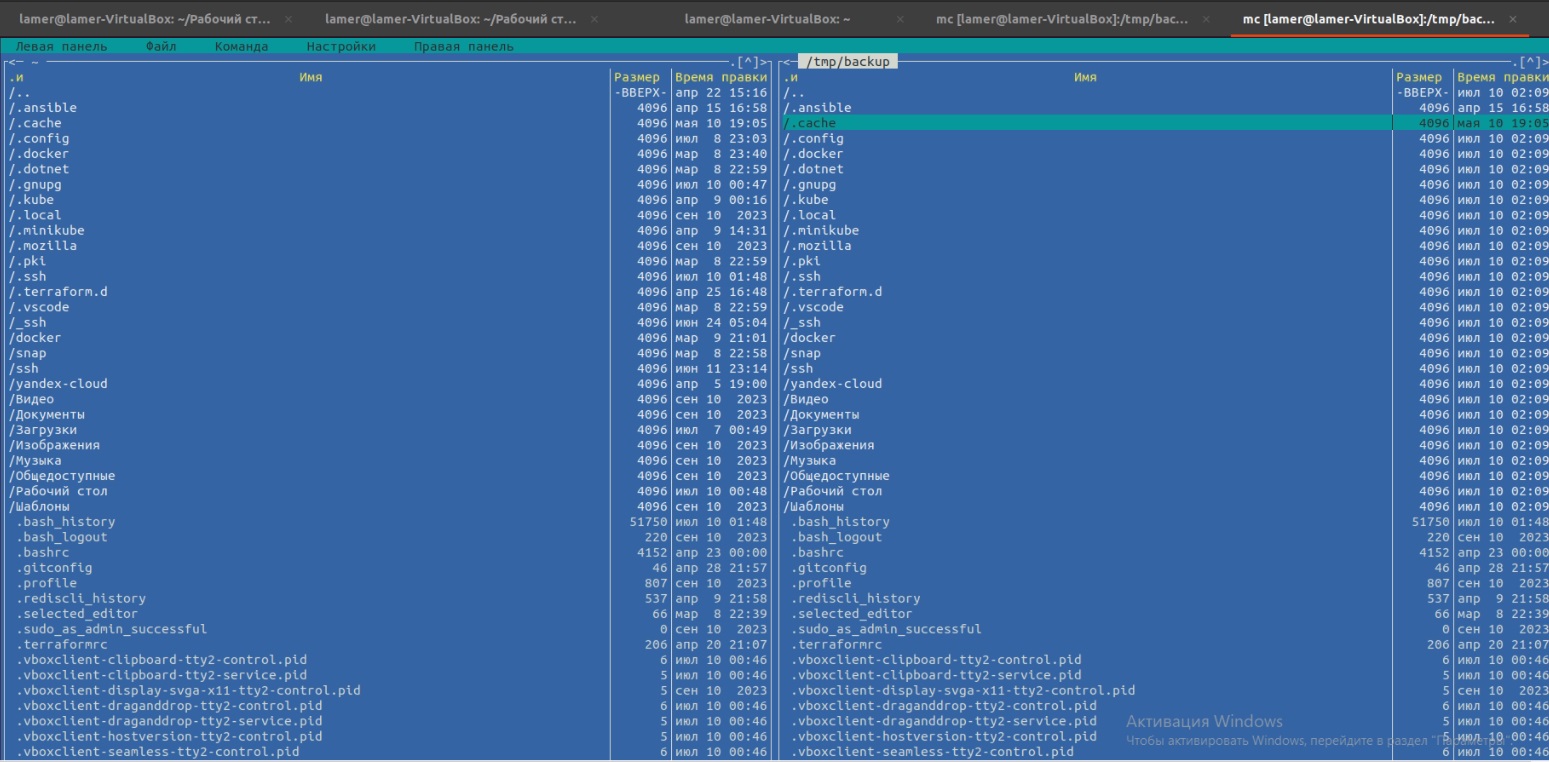 lamer@lamer-VirtualBox: ~/Рабочий ст... × lamer@lamer-VirtualBox: ~/Рабочий ст... × lamer@lamer-VirtualBox: ~ × mc [lamer@lamer-VirtualBox]:/tmp/bac... × mc [lamer@lamer-VirtualBox]:/tmp/bac... ×
Левая панель Файл Команда Настройки Правая панель
<─ ~ .[^]> <─ /tmp/backup .[^]>
.и Имя Размер Время правки .и Имя Размер Время правки
/.. -ВВЕРХ- апр 22 15:16 /.. -ВВЕРХ- июл 10 02:09
/.ansible 4096 апр 15 16:58 /.ansible 4096 апр 15 16:58
/.cache 4096 мая 10 19:05 /.cache 4096 мая 10 19:05
/.config 4096 июл 8 23:03 /.config 4096 июл 10 02:09
/.docker 4096 мар 8 23:40 /.docker 4096 июл 10 02:09
/.dotnet 4096 мар 8 22:59 /.dotnet 4096 июл 10 02:09
/.gnupg 4096 июл 10 00:47 /.gnupg 4096 июл 10 02:09
/.kube 4096 апр 9 00:16 /.kube 4096 июл 10 02:09
/.local 4096 сен 10 2023 /.local 4096 июл 10 02:09
/.minikube 4096 апр 9 14:31 /.minikube 4096 июл 10 02:09
/.mozilla 4096 сен 10 2023 /.mozilla 4096 июл 10 02:09
/.pki 4096 мар 8 22:59 /.pki 4096 июл 10 02:09
/.ssh 4096 июл 10 01:48 /.ssh 4096 июл 10 02:09
/.terraform.d 4096 апр 25 16:48 /.terraform.d 4096 июл 10 02:09
/.vscode 4096 мар 8 22:59 /.vscode 4096 июл 10 02:09
/_ssh 4096 июн 24 05:04 /_ssh 4096 июл 10 02:09
/docker 4096 мар 9 21:01 /docker 4096 июл 10 02:09
/snap 4096 мар 8 22:58 /snap 4096 июл 10 02:09
/ssh 4096 июн 11 23:14 /ssh 4096 июл 10 02:09
/yandex-cloud 4096 апр 5 19:00 /yandex-cloud 4096 июл 10 02:09
/Видео 4096 сен 10 2023 /Видео 4096 июл 10 02:09
/Документы 4096 сен 10 2023 /Документы 4096 июл 10 02:09
/Загрузки 4096 июл 7 00:49 /Загрузки 4096 июл 10 02:09
/Изображения 4096 сен 10 2023 /Изображения 4096 июл 10 02:09
/Музыка 4096 сен 10 2023 /Музыка 4096 июл 10 02:09
/Общедоступные 4096 сен 10 2023 /Общедоступные 4096 июл 10 02:09
/Рабочий стол 4096 июл 10 00:48 /Рабочий стол 4096 июл 10 02:09
/Шаблоны 4096 сен 10 2023 /Шаблоны 4096 июл 10 02:09
.bash_history 51750 июл 10 01:48 .bash_history 51750 июл 10 01:48
.bash_logout 220 сен 10 2023 .bash_logout 220 сен 10 2023
.bashrc 4152 апр 23 00:00 .bashrc 4152 апр 23 00:00
.gitconfig 46 апр 28 21:57 .gitconfig 46 апр 28 21:57
.profile 807 сен 10 2023 .profile 807 сен 10 2023
.rediscli_history 537 апр 9 21:58 .rediscli_history 537 апр 9 21:58
.selected_editor 66 мар 8 22:39 .selected_editor 66 мар 8 22:39
.sudo_as_admin_successful 0 сен 10 2023 .sudo_as_admin_successful 0 сен 10 2023
.terraformrc 206 апр 20 21:07 .terraformrc 206 апр 20 21:07
.vboxclient-clipboard-tty2-control.pid 6 июл 10 00:46 .vboxclient-clipboard-tty2-control.pid 6 июл 10 00:46
.vboxclient-clipboard-tty2-service.pid 5 июл 10 00:46 .vboxclient-clipboard-tty2-service.pid 5 июл 10 00:46
.vboxclient-display-svga-x11-tty2-control.pid 5 сен 10 2023 .vboxclient-display-svga-x11-tty2-control.pid 5 сен 10 2023
.vboxclient-draganddrop-tty2-control.pid 6 июл 10 00:46 .vboxclient-draganddrop-tty2-control.pid 6 июл 10 00:46
.vboxclient-draganddrop-tty2-service.pid 5 июл 10 00:46 .vboxclient-draganddrop-tty2-service.pid 5 июл 10 00:46
Активация Windows
.vboxclient-hostversion-tty2-control.pid 6 июл 10 00:46 .vboxclient-hostversion-tty2-control.pid 6 июл 10 00:46
Чтобы активировать Windows, перейдите в раздел "Параметры".
.vboxclient-seamless-tty2-control.pid 6 июл 10 00:46 .vboxclient-seamless-tty2-control.pid 6 июл 10 00:46